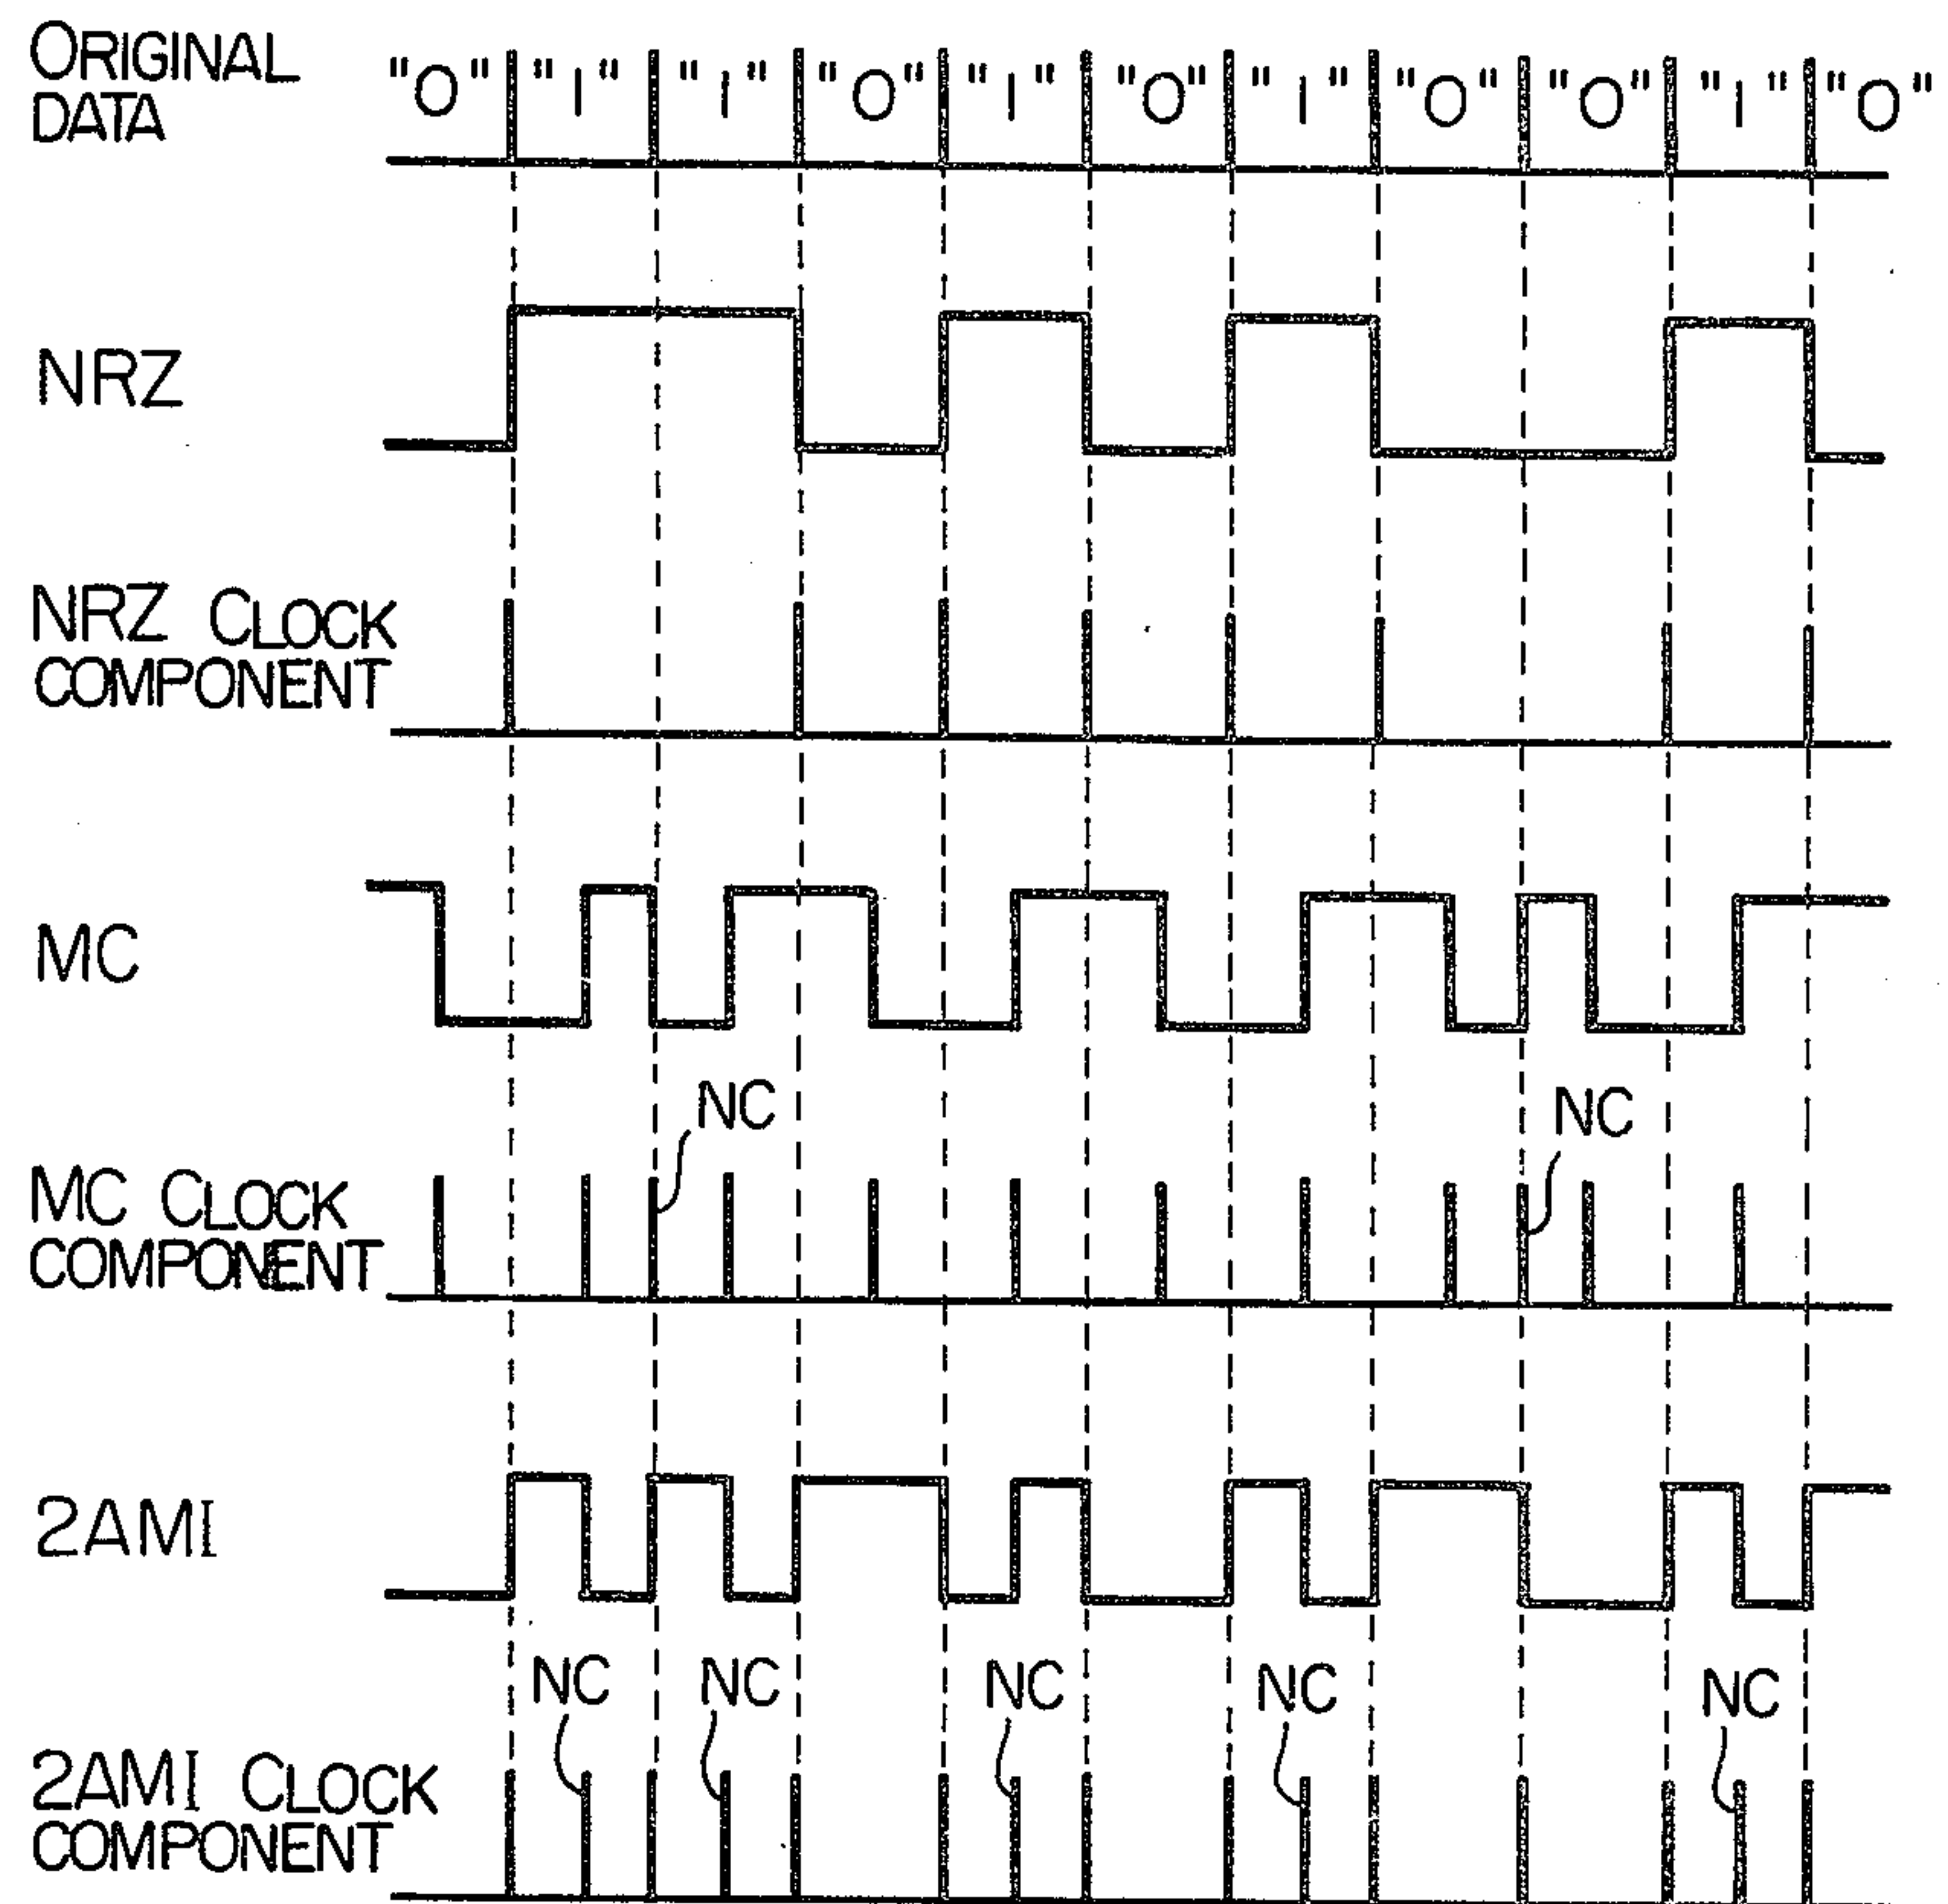 ORIGINAL
DATA
"0" "1" "1" "0" "1" "0" "1" "0" "0" "1" "0"
NRZ
NRZ CLOCK
COMPONENT
MC
NC NC
MC CLOCK
COMPONENT
2AMI
NC NC NC NC NC
2AMI CLOCK
COMPONENT